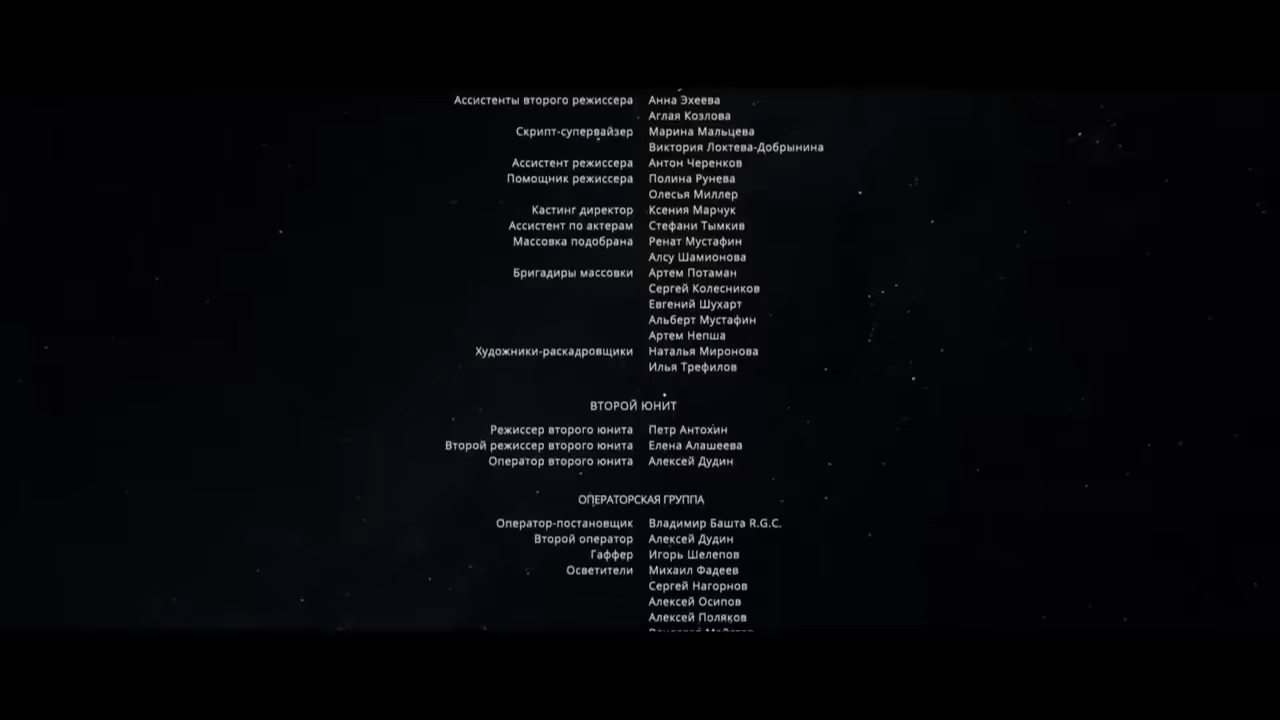 Ассистенты второго режиссера Анна Эхеева
Аглая Козлова
Скрипт-супервайзер Марина Мальцева
Виктория Локтева-Добрынина
Ассистент режиссера Антон Черенков
Помощник режиссера Полина Рунева
Олесья Миллер
Кастинг директор Ксения Марчук
Ассистент по актерам Стефани Тымкив
Массовка подобрана Ренат Мустафин
Алсу Шамионова
Бригадиры массовки Артем Потаман
Сергей Колесников
Евгений Шухарт
Альберт Мустафин
Артем Непша
Художники-раскадровщики Наталья Миронова
Илья Трефилов
ВТОРОЙ ЮНИТ
Режиссер второго юнита Петр Антохин
Второй режиссер второго юнита Елена Алашеева
Оператор второго юнита Алексей Дудин
ОПЕРАТОРСКАЯ ГРУППА
Оператор-постановщик Владимир Башта R.G.C.
Второй оператор Алексей Дудин
Гаффер Игорь Шелепов
Осветители Михаил Фадеев
Сергей Нагорнов
Алексей Осипов
Алексей Поляков